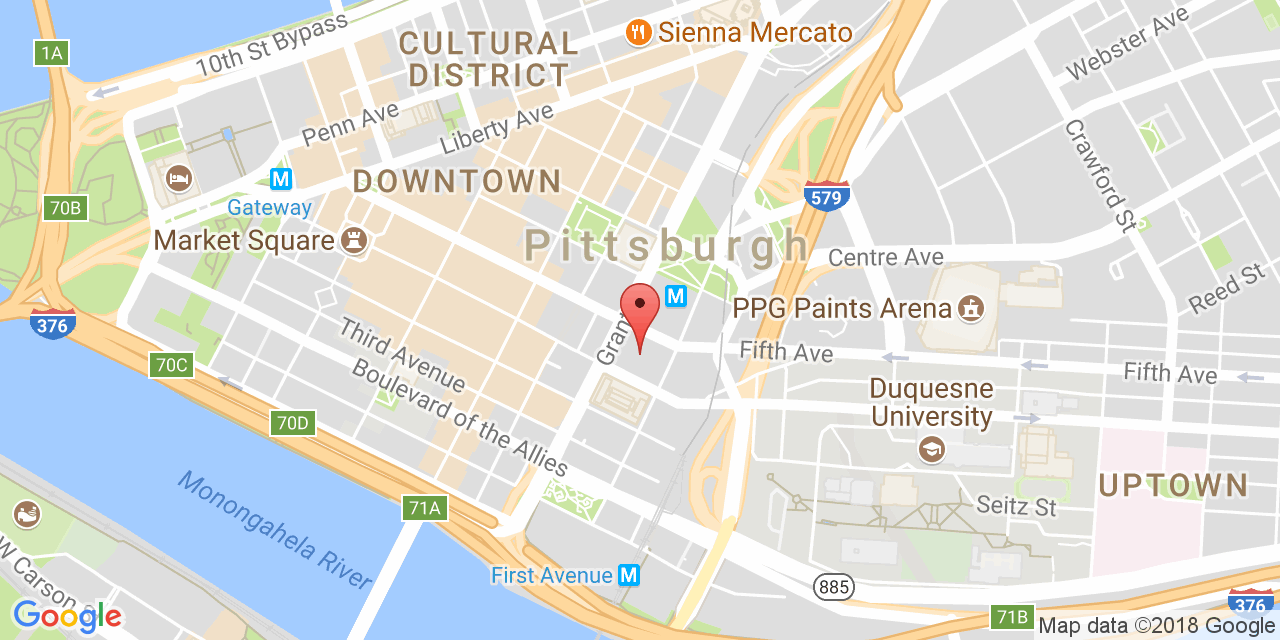 1A
10th St Bypass
CULTURAL
DISTRICT
Sienna Mercato
Webster Ave
Penn Ave
Liberty Ave
Crawford St
DOWNTOWN
M
Gateway
70B
579
Market Square
Pittsburgh
Centre Ave
Reed St
M
376
PPG Paints Arena
Grant
Third Avenue
Fifth Ave
Fifth Ave
70C
Boulevard of the Allies
Duquesne
University
70D
UPTOWN
71A
Seitz St
Monongahela River
W Carson
First Avenue M
885
376
71B
Google
Map data ©2018 Google